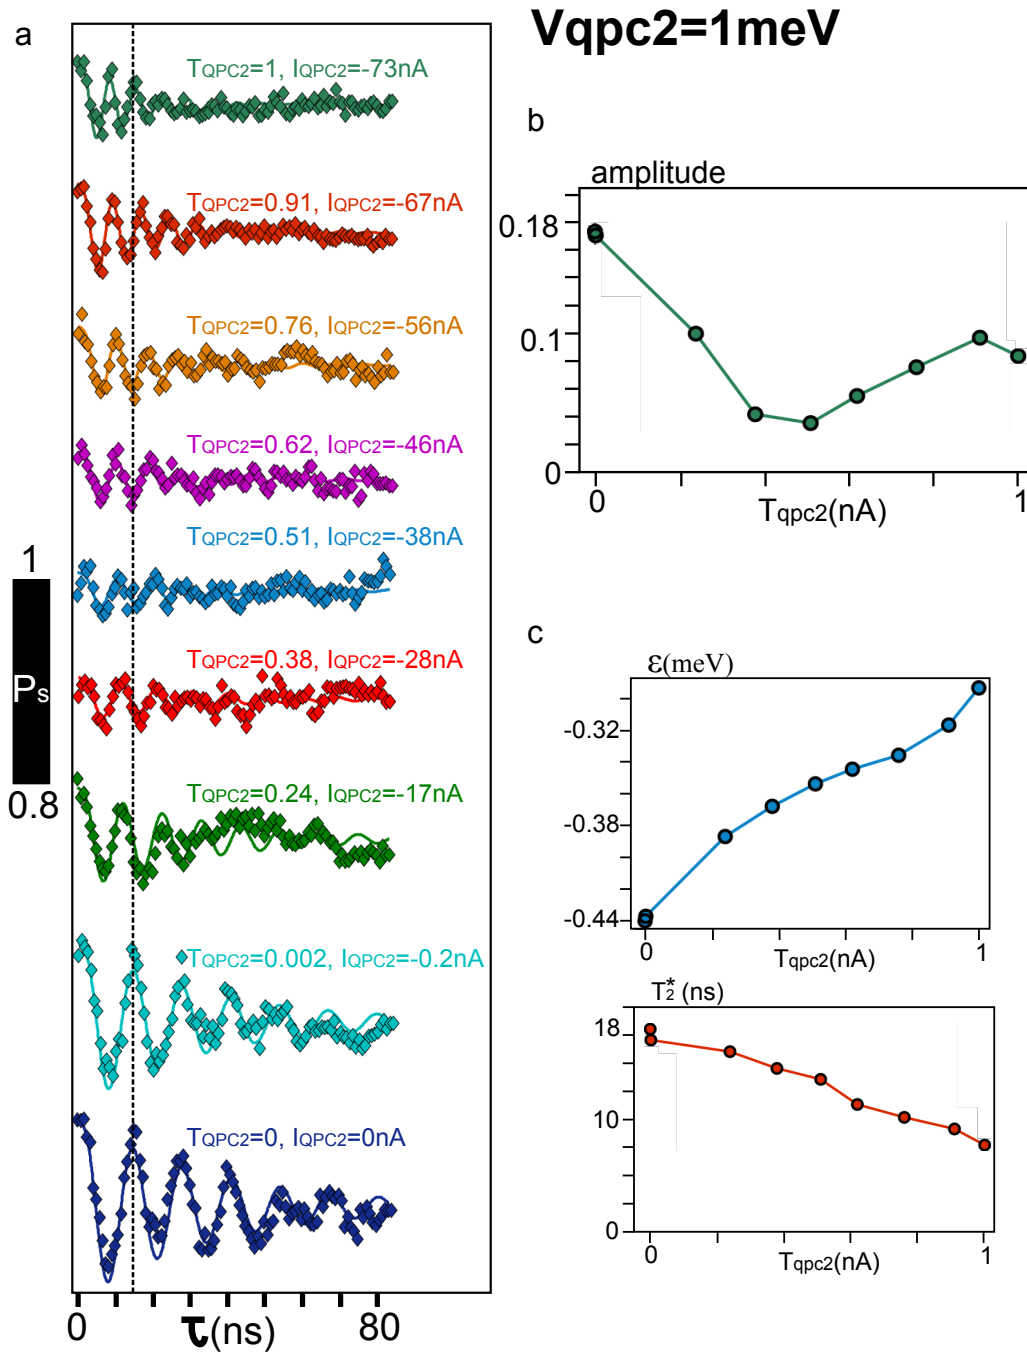 a
Vqpc2=1meV
TQPC2=1, IQPC2=-73nA
TQPC2=0.91, IQPC2=-67nA
TQPC2=0.76, IQPC2=-56nA
TQPC2=0.62, IQPC2=-46nA
TQPC2=0.51, IQPC2=-38nA
TQPC2=0.38, IQPC2=-28nA
TQPC2=0.24, IQPC2=-17nA
TQPC2=0.002, IQPC2=-0.2nA
TQPC2=0, IQPC2=0nA
1
Ps
0.8
0
τ(ns)
80
b
amplitude
0.18
0.1
0
0
Tqpc2(nA)
1
c
ε(meV)
-0.32
-0.38
-0.44
0
Tqpc2(nA)
1
T2* (ns)
18
10
0
0
Tqpc2(nA)
1